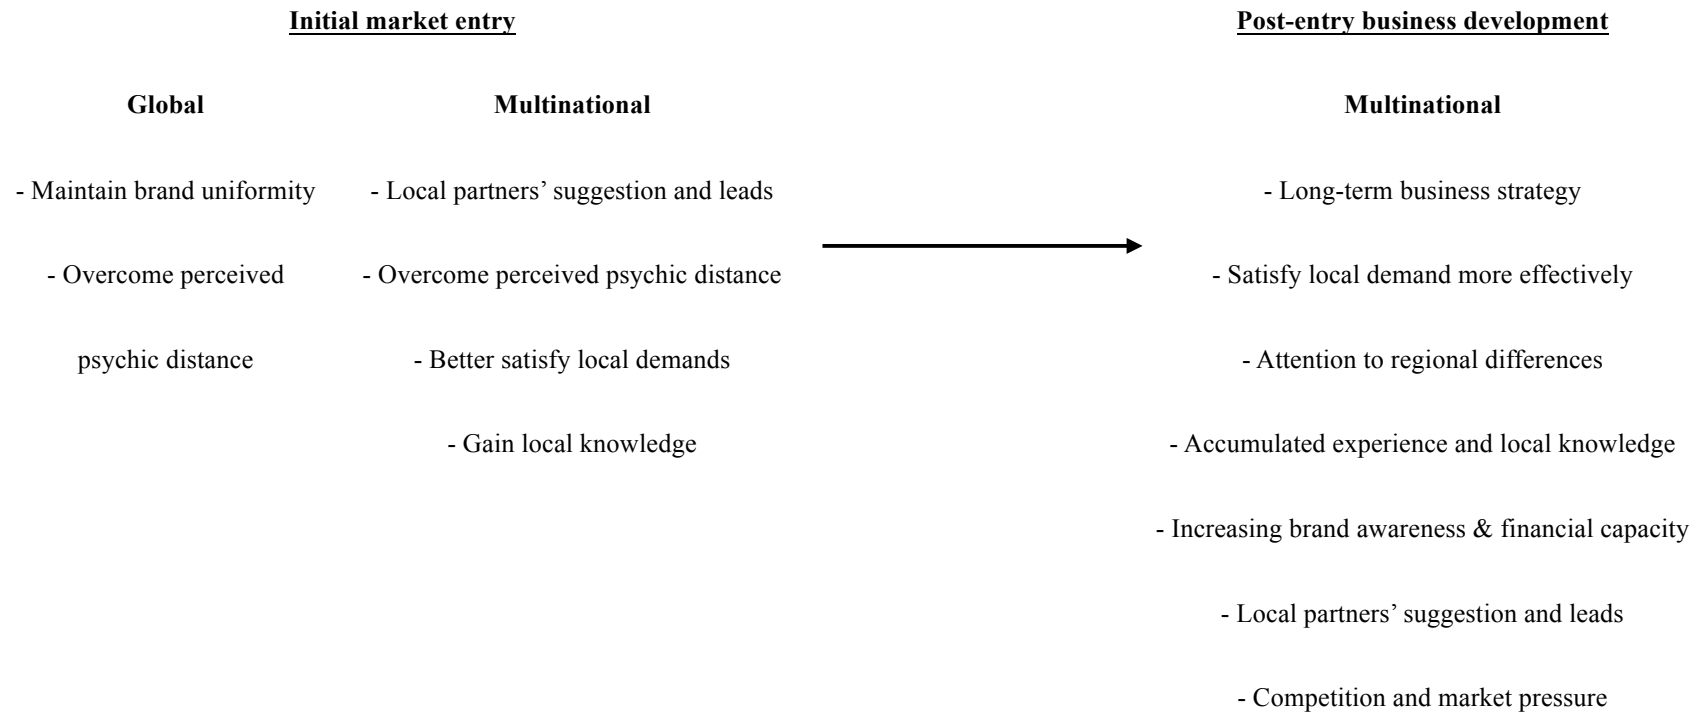 Initial market entry
Post-entry business development
Global
Multinational
Multinational
- Maintain brand uniformity
- Overcome perceived
psychic distance
- Local partners’ suggestion and leads
- Overcome perceived psychic distance
- Better satisfy local demands
- Gain local knowledge
- Long-term business strategy
- Satisfy local demand more effectively
- Attention to regional differences
- Accumulated experience and local knowledge
- Increasing brand awareness & financial capacity
- Local partners’ suggestion and leads
- Competition and market pressure